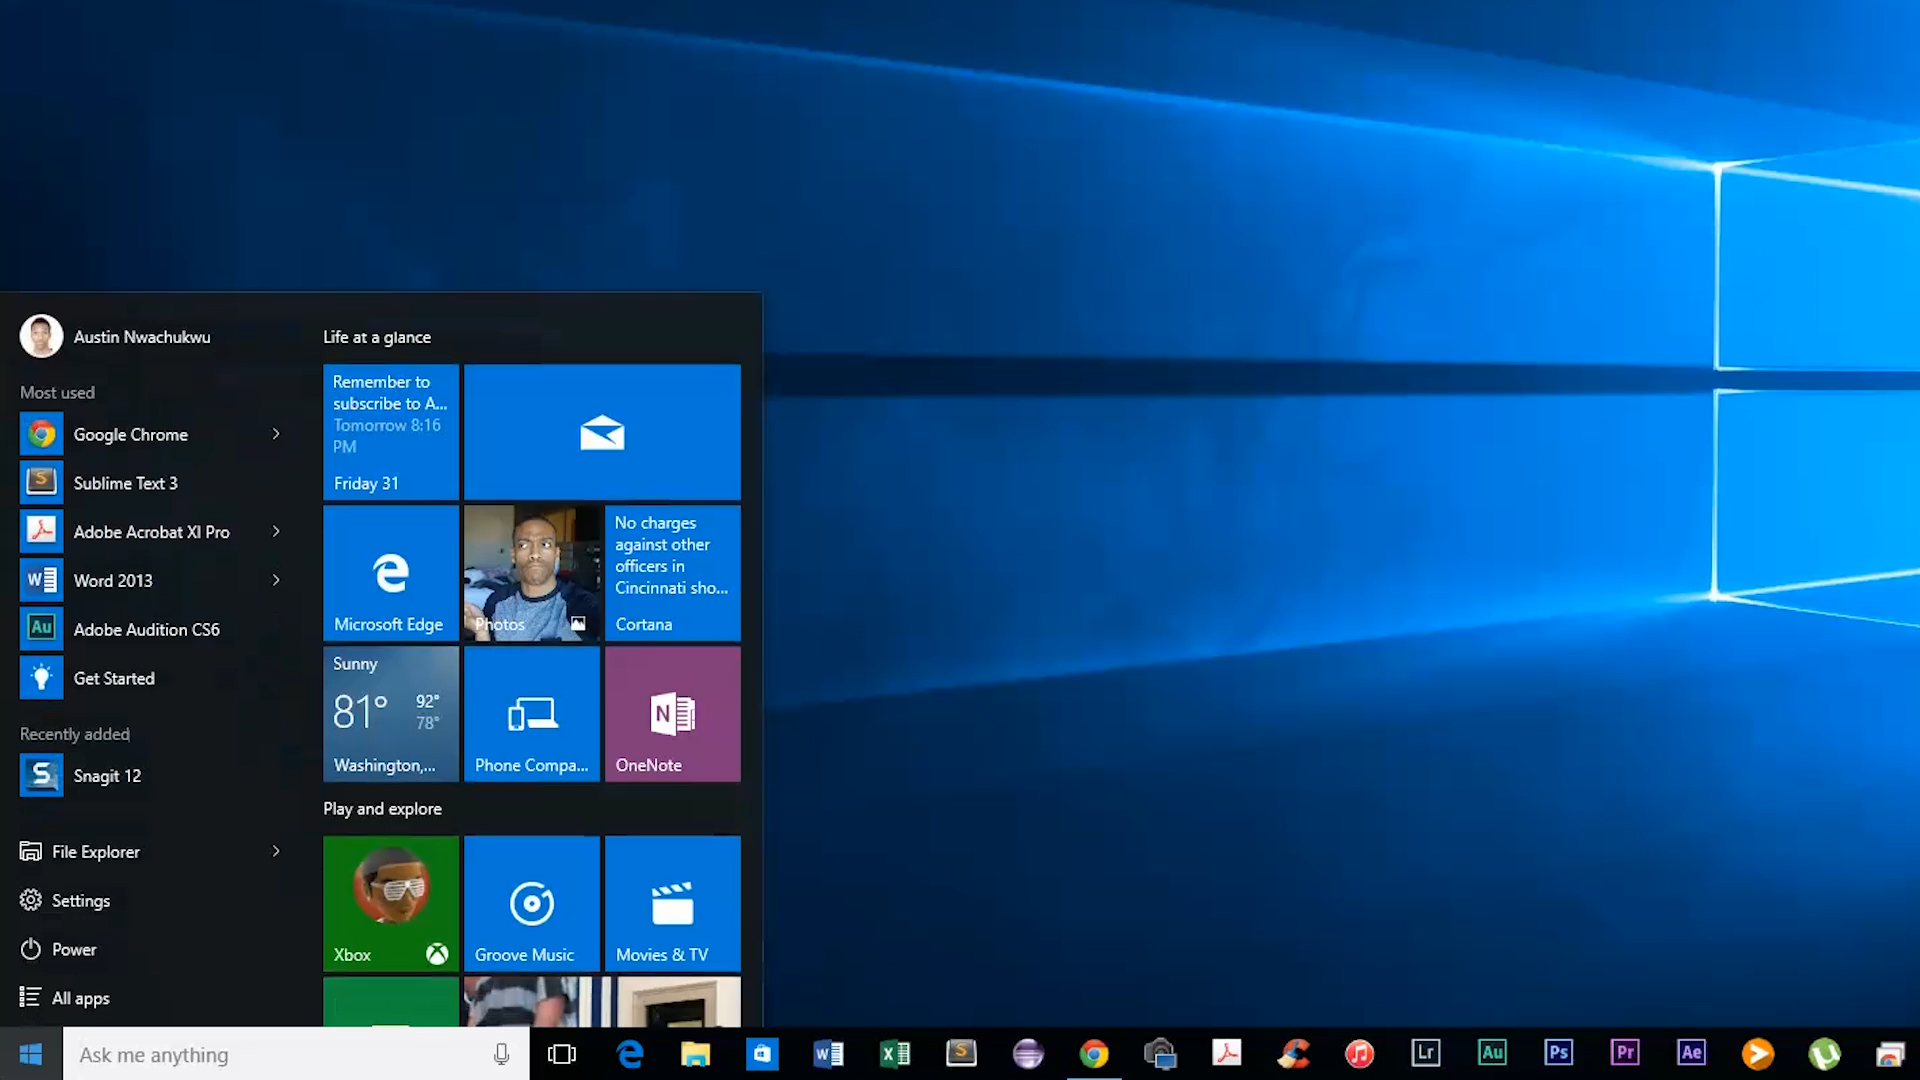 Austin Nwachukwu
Most used
Google Chrome
Sublime Text 3
Adobe Acrobat XI Pro
W
Word 2013
Au
Adobe Audition CS6
Get Started
Recently added
S
Snagit 12
File Explorer
Settings
Power
All apps
Life at a glance
Remember to
subscribe to A...
Tomorrow 8:16
PM
Friday 31
Microsoft Edge
Photos
No charges
against other
officers in
Cincinnati sho...
Cortana
Sunny
81° 92°
78°
Washington,...
Phone Compa...
N
OneNote
Play and explore
Xbox
Groove Music
Movies & TV
Ask me anything
W
X
S
Lr
Au
Ps
Pr
Ae